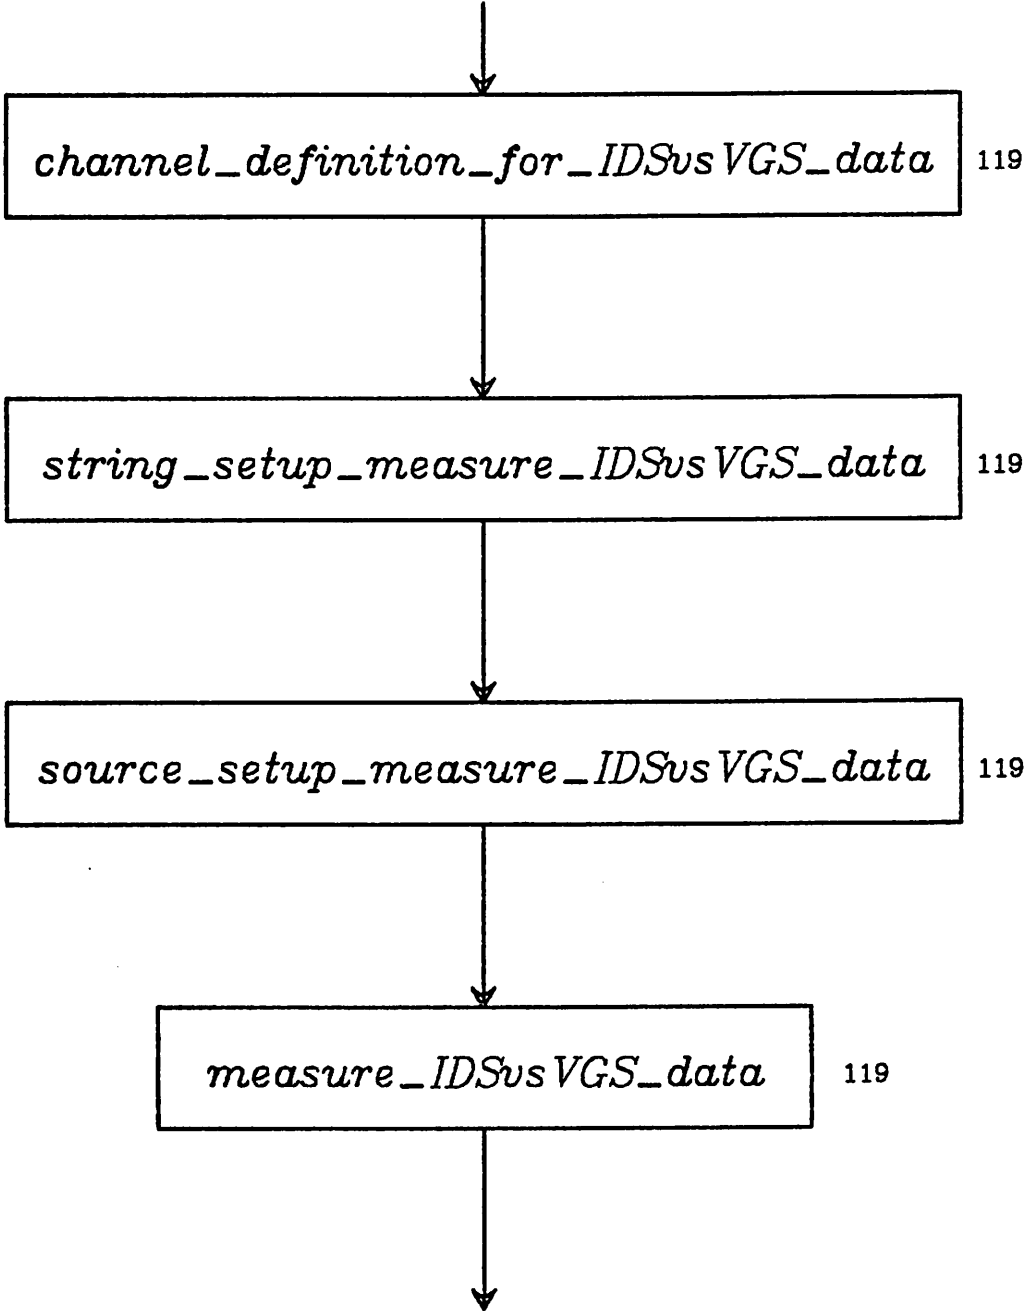 channel_definition_for_IDSvsVGS_data 119
string_setup_measure_IDSvsVGS_data 119
source_setup_measure_IDSvsVGS_data 119
measure_IDSvsVGS_data 119